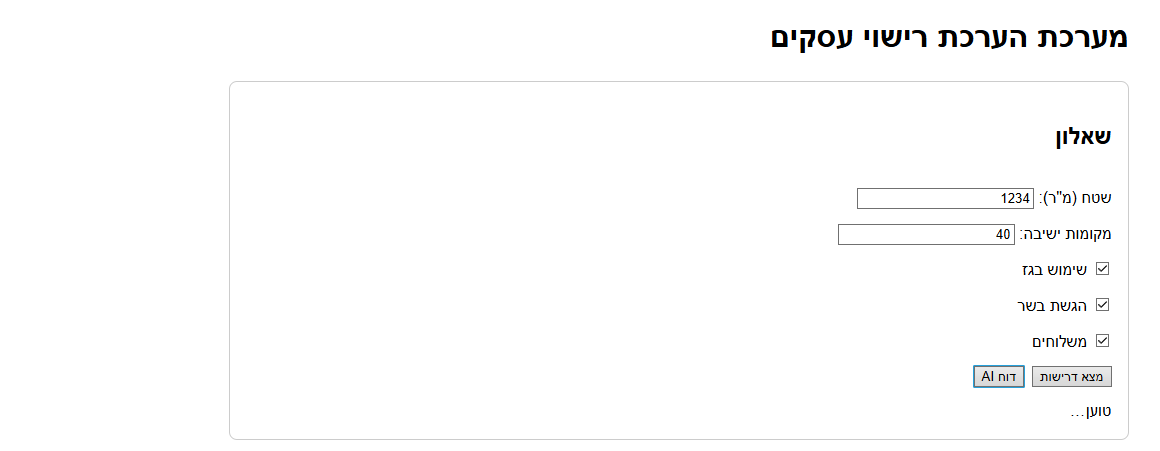 מערכת הערכת רישוי עסקים
שאלון
שטח (מ"ר): 1234
מקומות ישיבה: 40
שימוש בגז
הגשת בשר
משלוחים
מצא דרישות דוח AI
טוען...